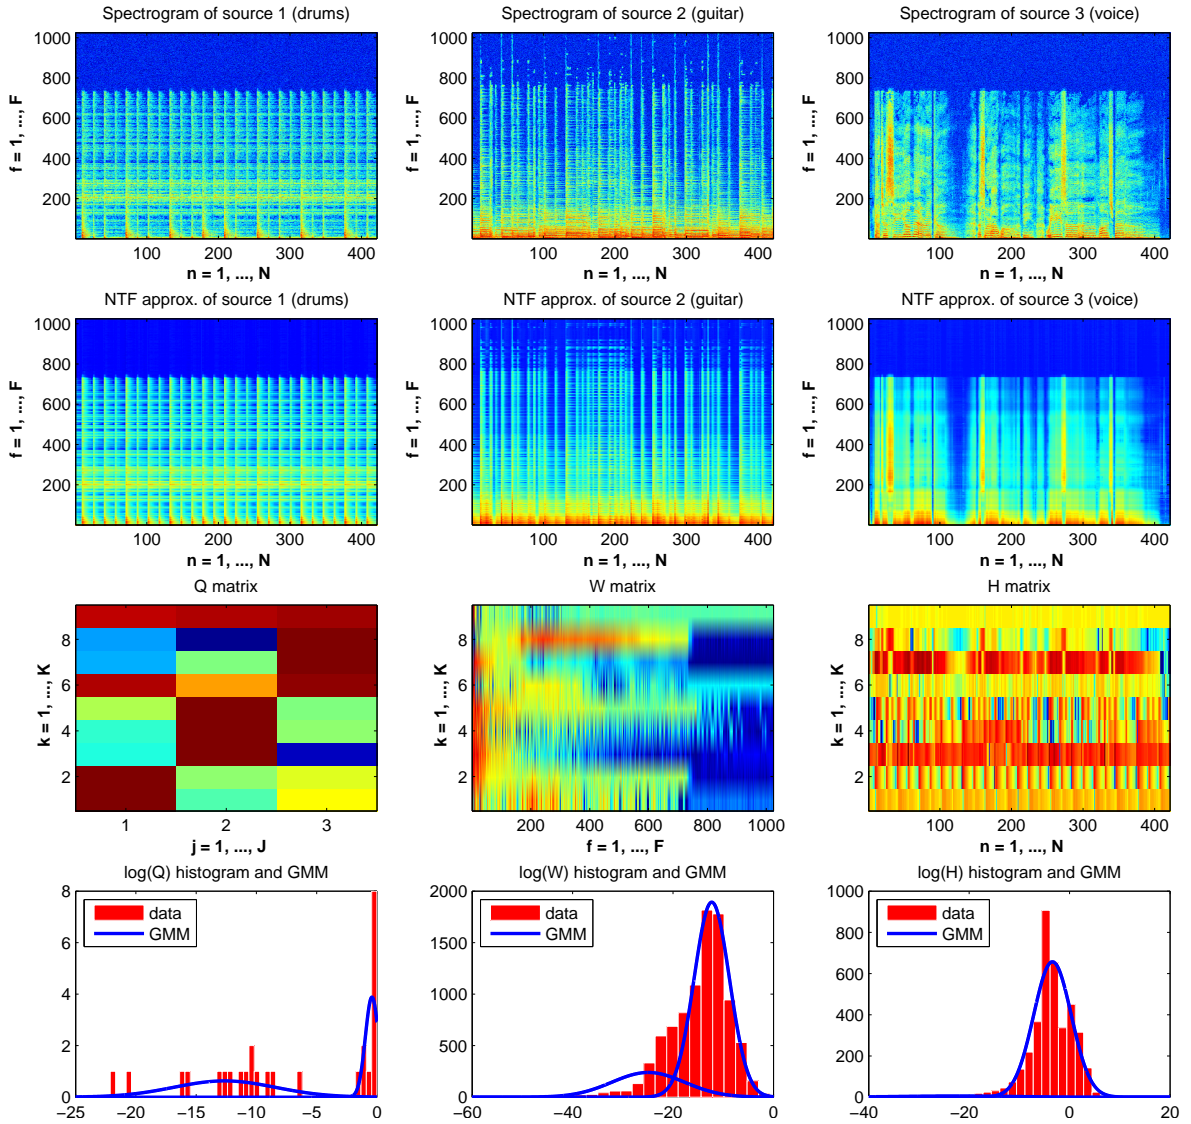 Spectrogram of source 1 (drums)
Spectrogram of source 2 (guitar)
Spectrogram of source 3 (voice)
1000
800
600
400
200
f = 1, ..., F
100 200 300 400
n = 1, ..., N
1000
800
600
400
200
f = 1, ..., F
100 200 300 400
n = 1, ..., N
1000
800
600
400
200
f = 1, ..., F
100 200 300 400
n = 1, ..., N
NTF approx. of source 1 (drums)
NTF approx. of source 2 (guitar)
NTF approx. of source 3 (voice)
1000
800
600
400
200
f = 1, ..., F
100 200 300 400
n = 1, ..., N
1000
800
600
400
200
f = 1, ..., F
100 200 300 400
n = 1, ..., N
1000
800
600
400
200
f = 1, ..., F
100 200 300 400
n = 1, ..., N
Q matrix
W matrix
H matrix
8
6
4
2
k = 1, ..., K
1 2 3
j = 1, ..., J
8
6
4
2
k = 1, ..., K
200 400 600 800 1000
f = 1, ..., F
8
6
4
2
k = 1, ..., K
100 200 300 400
n = 1, ..., N
log(Q) histogram and GMM
log(W) histogram and GMM
log(H) histogram and GMM
8
6
4
2
0
data
GMM
−25 −20 −15 −10 −5 0
2000
1500
1000
500
0
data
GMM
−60 −40 −20 0
1000
800
600
400
200
0
data
GMM
−40 −20 0 20